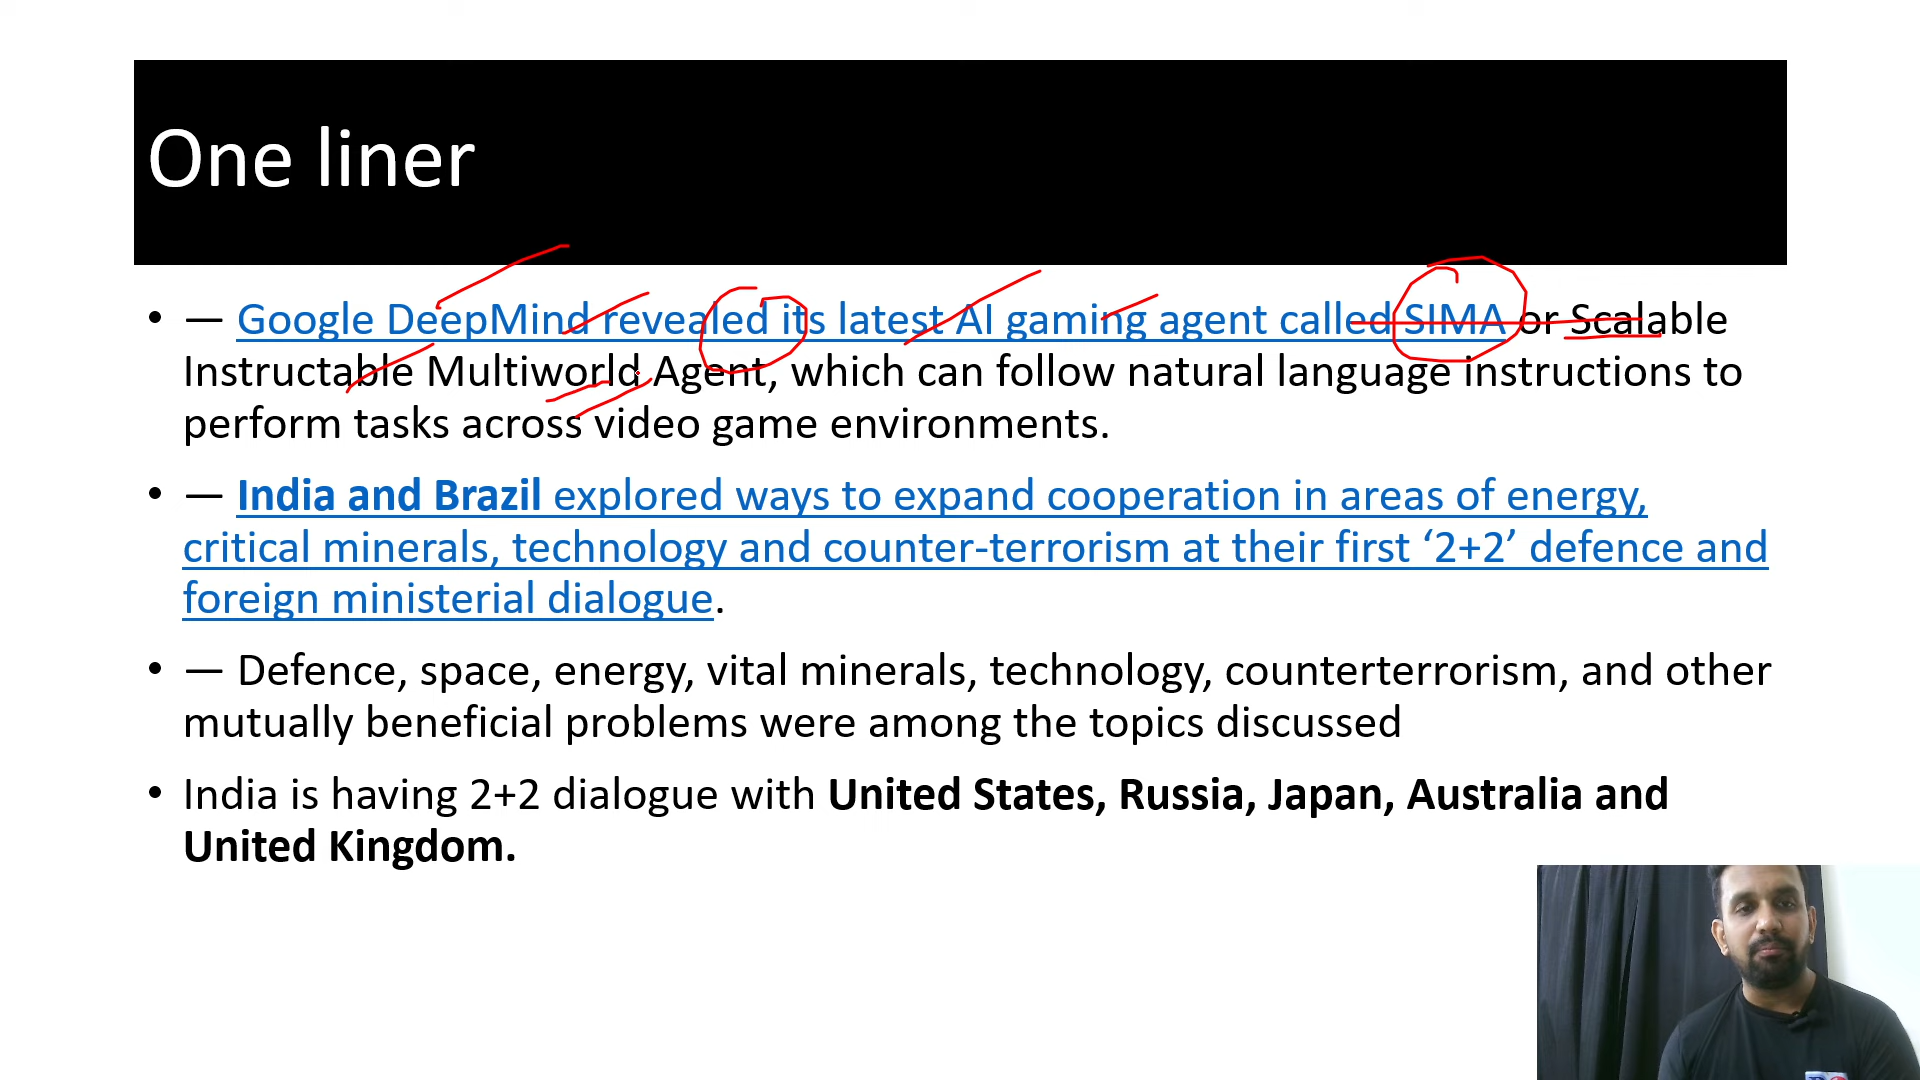 One liner
• — Google DeepMind revealed its latest AI gaming agent called SIMA or Scalable
Instructable Multiworld Agent, which can follow natural language instructions to
perform tasks across video game environments.
• — India and Brazil explored ways to expand cooperation in areas of energy,
critical minerals, technology and counter-terrorism at their first ‘2+2’ defence and
foreign ministerial dialogue.
• — Defence, space, energy, vital minerals, technology, counterterrorism, and other
mutually beneficial problems were among the topics discussed
• India is having 2+2 dialogue with United States, Russia, Japan, Australia and
United Kingdom.